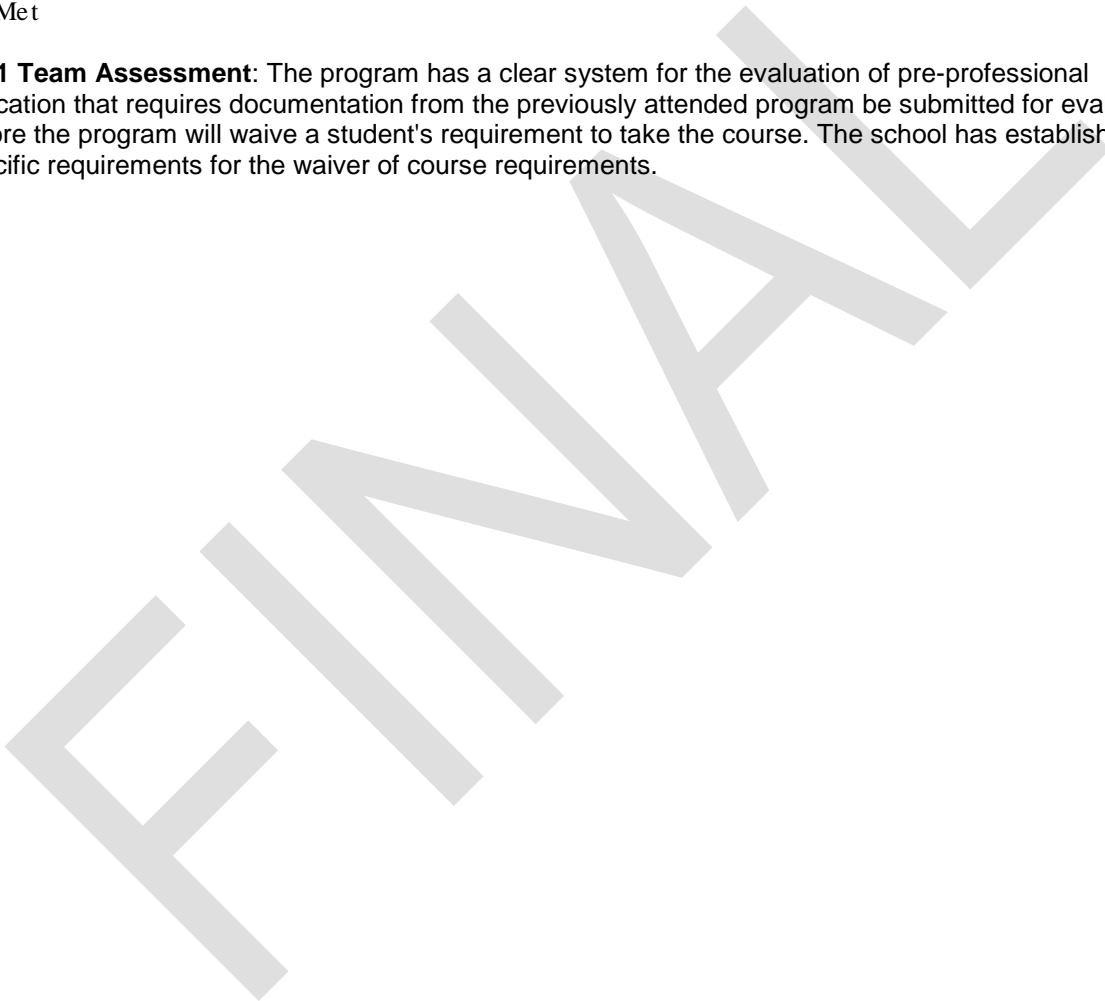 Met
1 Team Assessment: The program has a clear system for the evaluation of pre-professional
cation that requires documentation from the previously attended program be submitted for eva
ore the program will waive a student's requirement to take the course. The school has establish
cific requirements for the waiver of course requirements.
FINAL